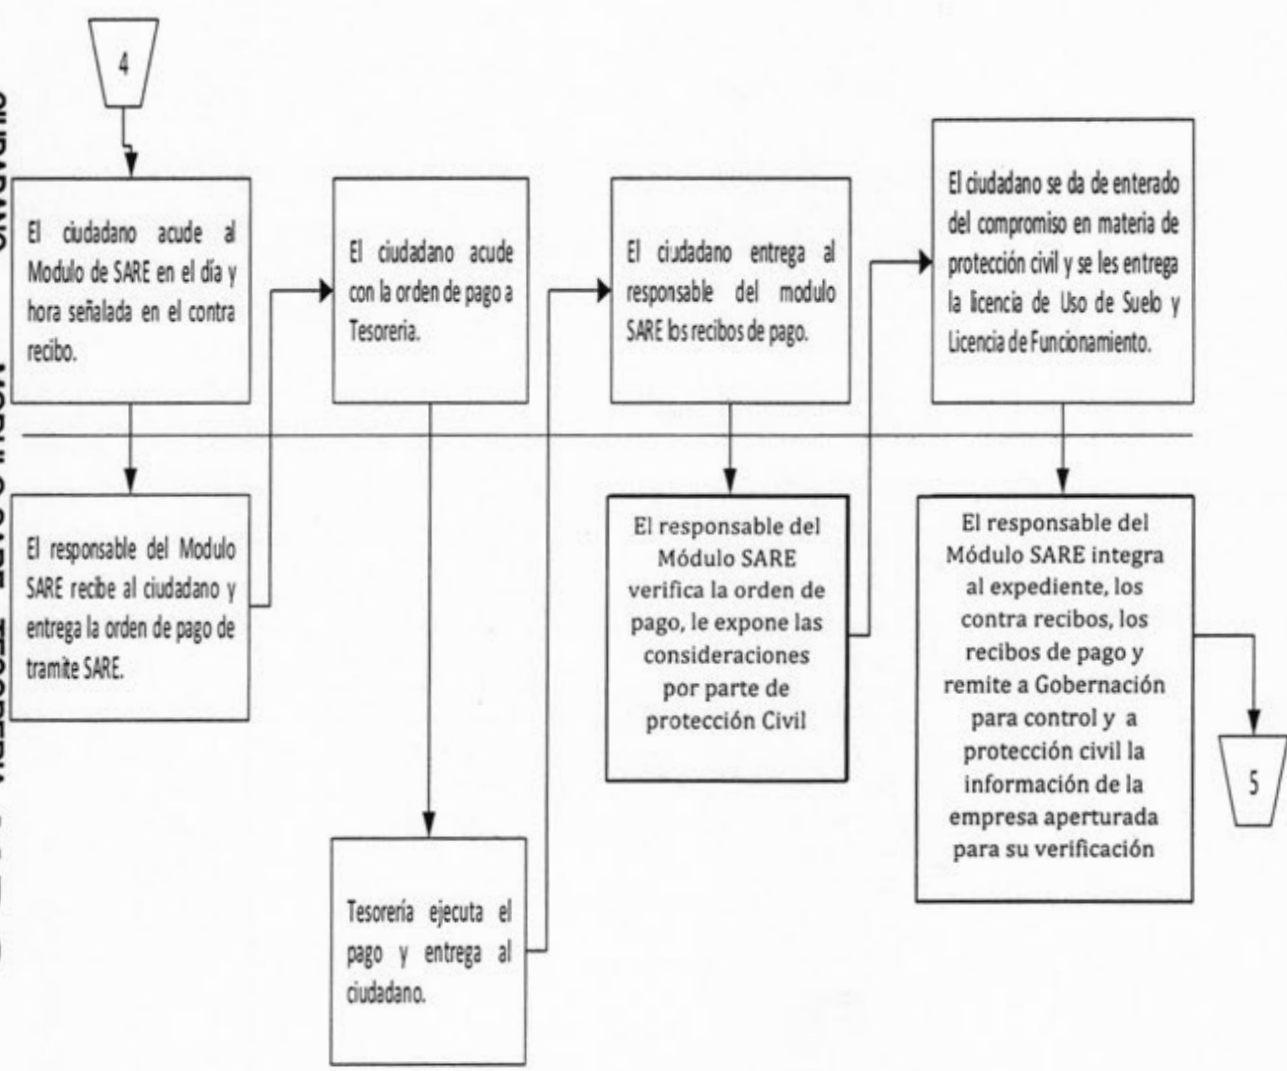 4
El ciudadano acude al
Modulo de SARE en el día y
hora señalada en el contra
recibo.
El responsable del Modulo
SARE recibe al ciudadano y
entrega la orden de pago de
tramite SARE.
El ciudadano acude
con la orden de pago a
Tesoreria.
Tesorería ejecuta el
pago y entrega al
ciudadano.
El ciudadano entrega al
responsable del modulo
SARE los recibos de pago.
El responsable del
Módulo SARE
verifica la orden de
pago, le expone las
consideraciones
por parte de
protección Civil
El ciudadano se da de enterado
del compromiso en materia de
protección civil y se les entrega
la licencia de Uso de Suelo y
Licencia de Funcionamiento.
El responsable del
Módulo SARE integra
al expediente, los
contra recibos, los
recibos de pago y
remite a Gobernación
para control y a
protección civil la
información de la
empresa aperturada
para su verificación
5